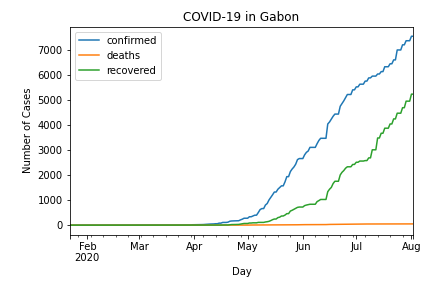 COVID-19 in Gabon
confirmed
deaths
recovered
Number of Cases
7000
6000
5000
4000
3000
2000
1000
0
Feb Mar Apr May Jun Jul Aug
2020
Day